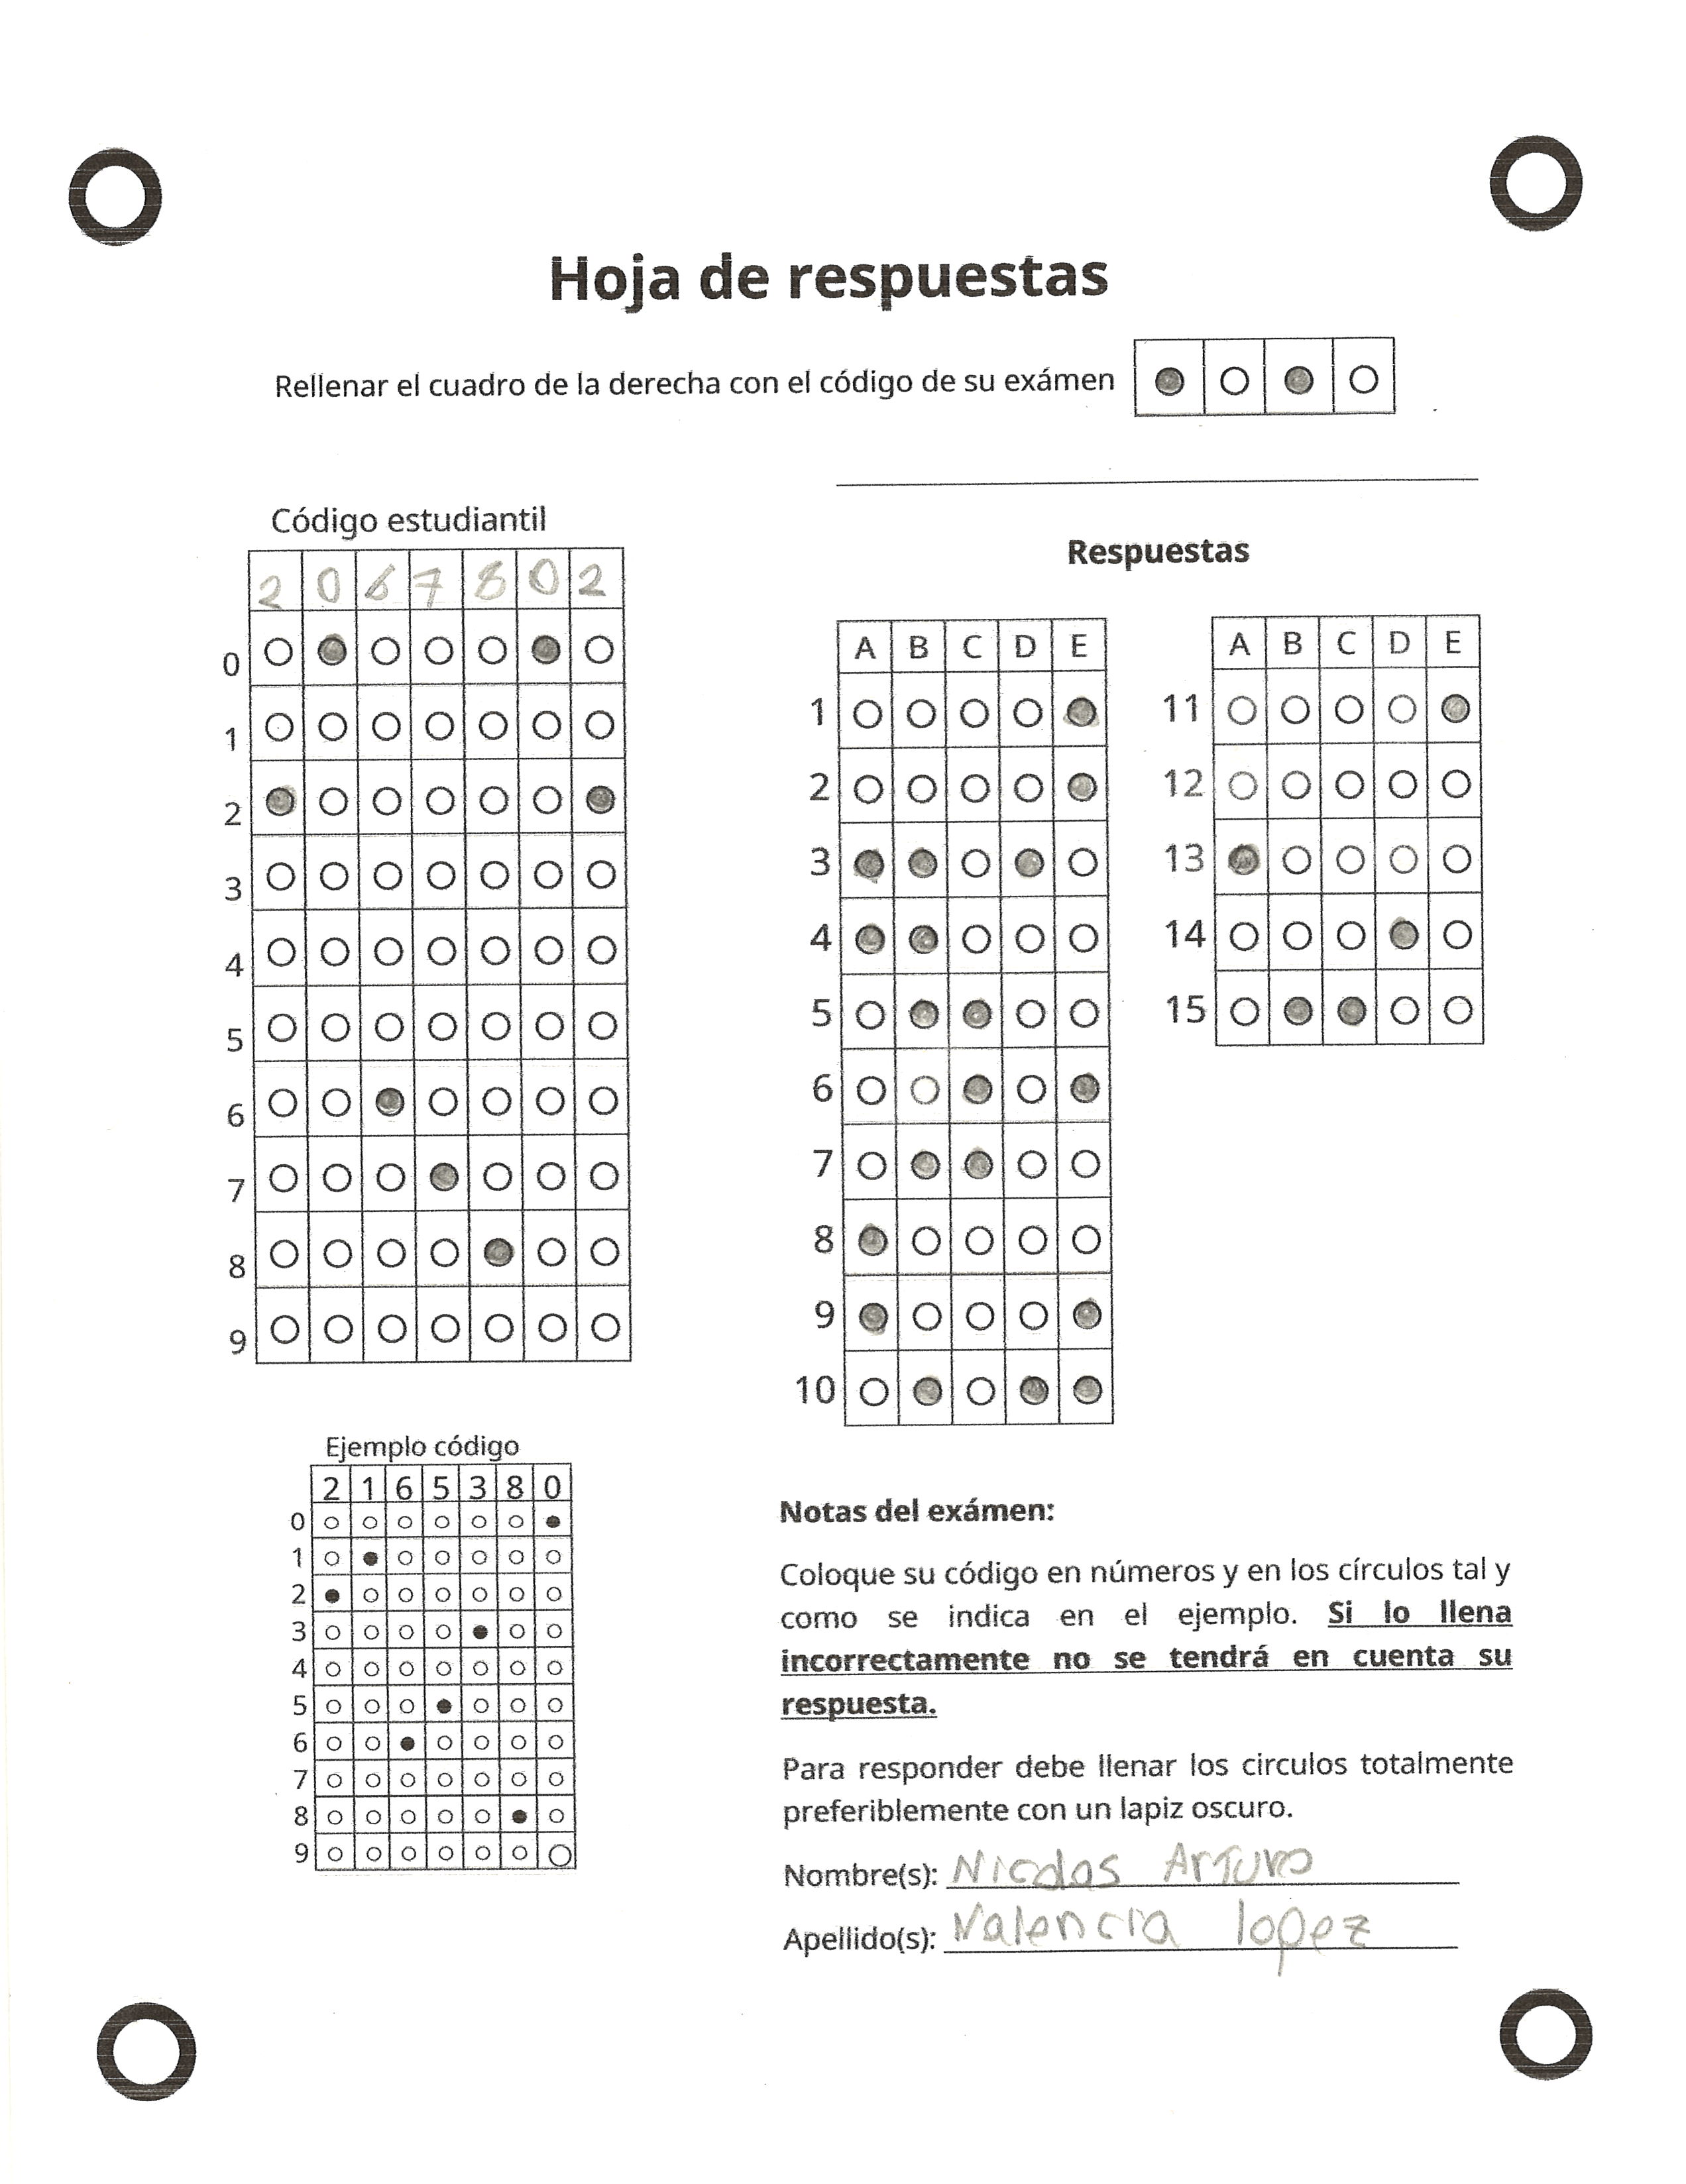 Hoja de respuestas
Rellenar el cuadro de la derecha con el código de su exámen
Código estudiantil
2 0 6 7 8 0 2
0
1
2
3
4
5
6
7
8
9
Respuestas
A B C D E
1
2
3
4
5
6
7
8
9
10
A B C D E
11
12
13
14
15
Ejemplo código
2 1 6 5 3 8 0
0
1
2
3
4
5
6
7
8
9
Notas del exámen:
Coloque su código en números y en los círculos tal y
como se indica en el ejemplo. Si lo llena
incorrectamente no se tendrá en cuenta su
respuesta.
Para responder debe llenar los circulos totalmente
preferiblemente con un lapiz oscuro.
Nombre(s): Nicolas Arturo
Apellido(s): Valencia lopez